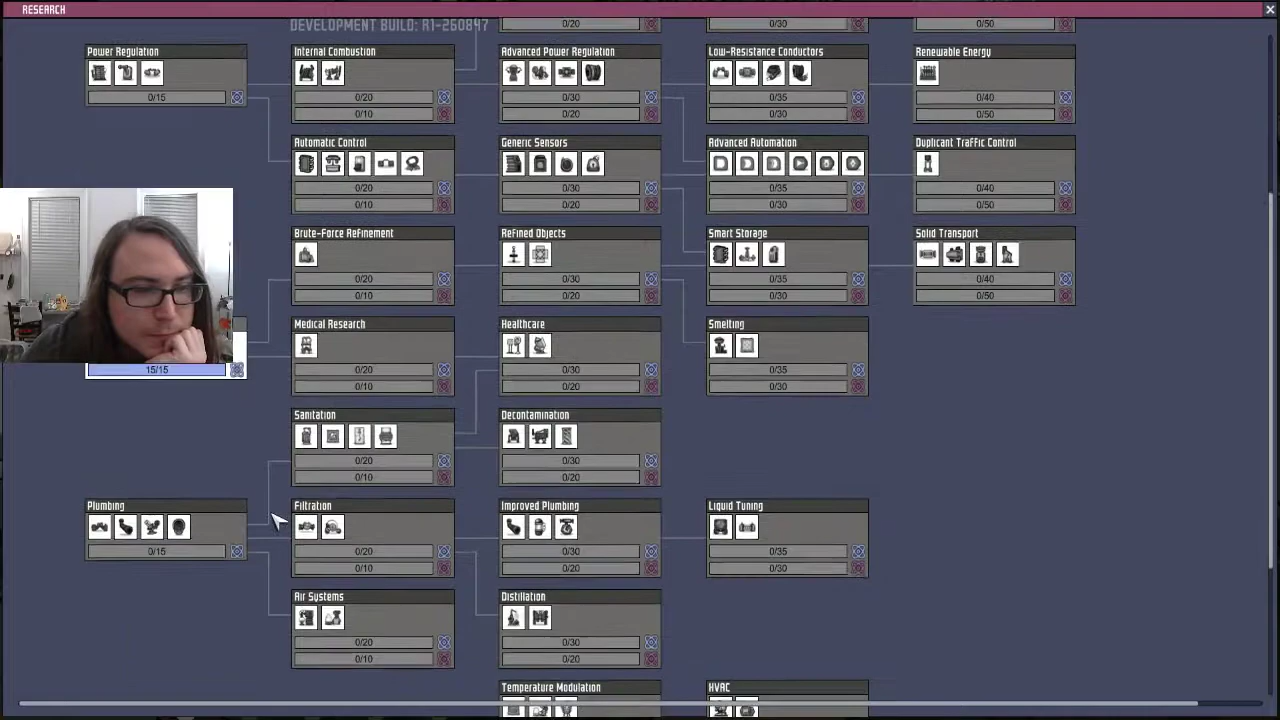 RESEARCH
DEVELOPMENT BUILD: R1-260897
0/20
0/30
0/50
Power Regulation
0/15
Internal Combustion
0/20
0/10
Advanced Power Regulation
0/30
0/20
Low-Resistance Conductors
0/35
0/30
Renewable Energy
0/40
0/50
Automatic Control
0/20
0/10
Generic Sensors
0/30
0/20
Advanced Automation
0/35
0/30
Duplicant Traffic Control
0/40
0/50
Brute-Force Refinement
0/20
0/10
Refined Objects
0/30
0/20
Smart Storage
0/35
0/30
Solid Transport
0/40
0/50
15/15
Medical Research
0/20
0/10
Healthcare
0/30
0/20
Smelting
0/35
0/30
Sanitation
0/20
0/10
Decontamination
0/30
0/20
Plumbing
0/15
Filtration
0/20
0/10
Improved Plumbing
0/30
0/20
Liquid Tuning
0/35
0/30
Air Systems
0/20
0/10
Distillation
0/30
0/20
Temperature Modulation
HVAC